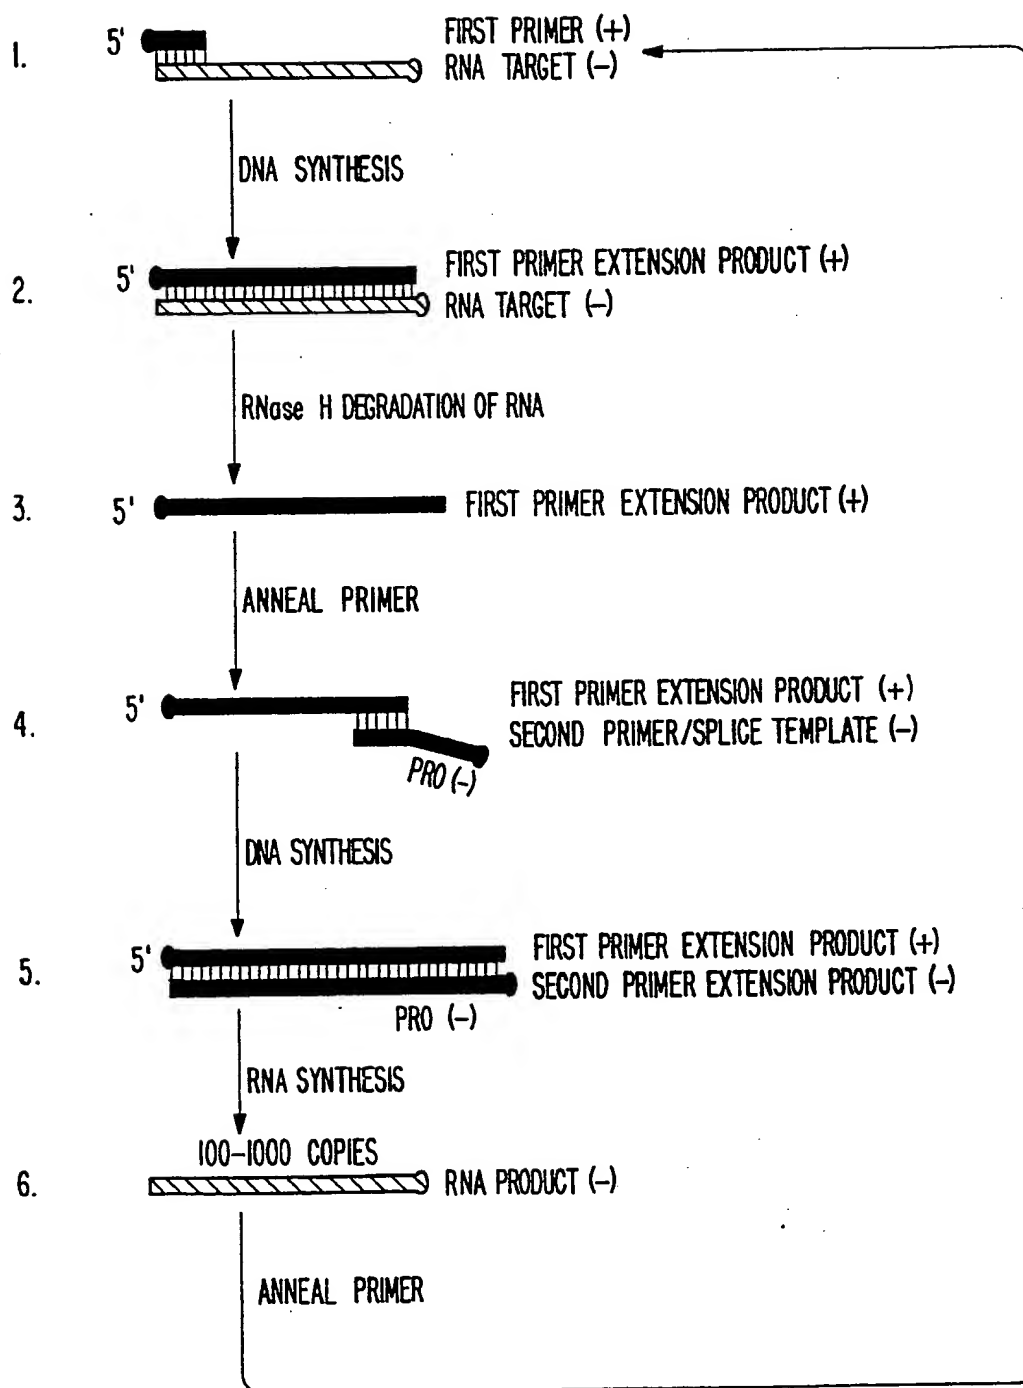 1.
5'
FIRST PRIMER (+)
RNA TARGET (-)
DNA SYNTHESIS
2.
5'
FIRST PRIMER EXTENSION PRODUCT (+)
RNA TARGET (-)
RNase H DEGRADATION OF RNA
3.
5'
FIRST PRIMER EXTENSION PRODUCT (+)
ANNEAL PRIMER
4.
5'
FIRST PRIMER EXTENSION PRODUCT (+)
SECOND PRIMER/SPLICE TEMPLATE (-)
PRO (-)
DNA SYNTHESIS
5.
5'
FIRST PRIMER EXTENSION PRODUCT (+)
SECOND PRIMER EXTENSION PRODUCT (-)
PRO (-)
RNA SYNTHESIS
100-1000 COPIES
6.
RNA PRODUCT (-)
ANNEAL PRIMER